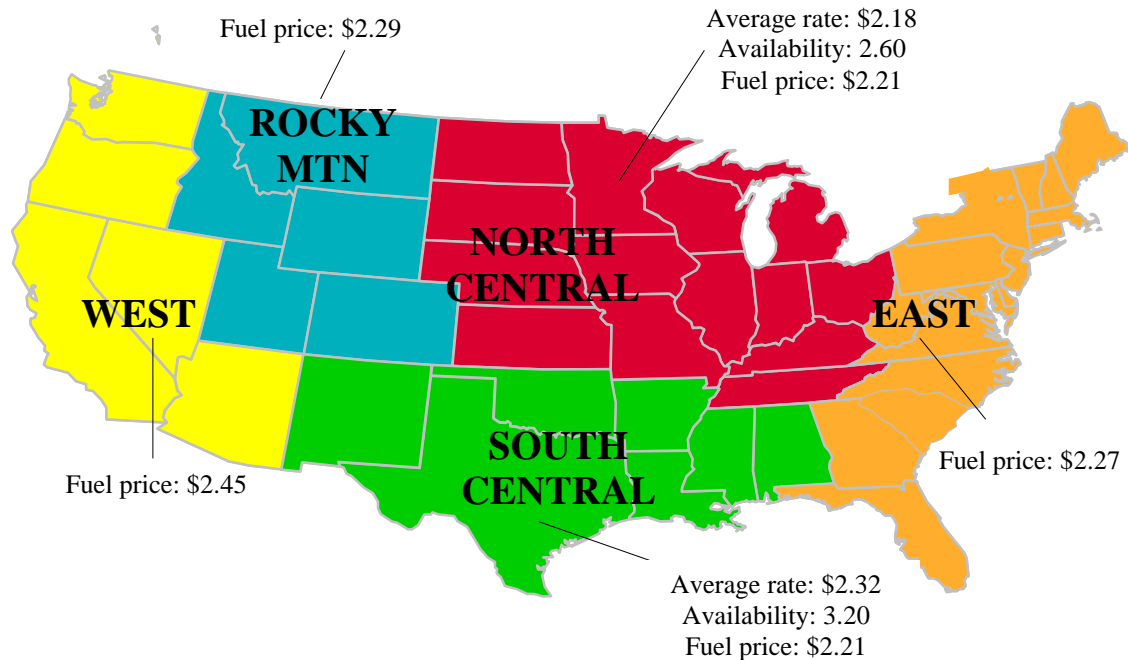 Fuel price: $2.29
Average rate: $2.18
Availability: 2.60
Fuel price: $2.21
ROCKY
MTN
NORTH
CENTRAL
WEST
EAST
SOUTH
CENTRAL
Fuel price: $2.45
Fuel price: $2.27
Average rate: $2.32
Availability: 3.20
Fuel price: $2.21